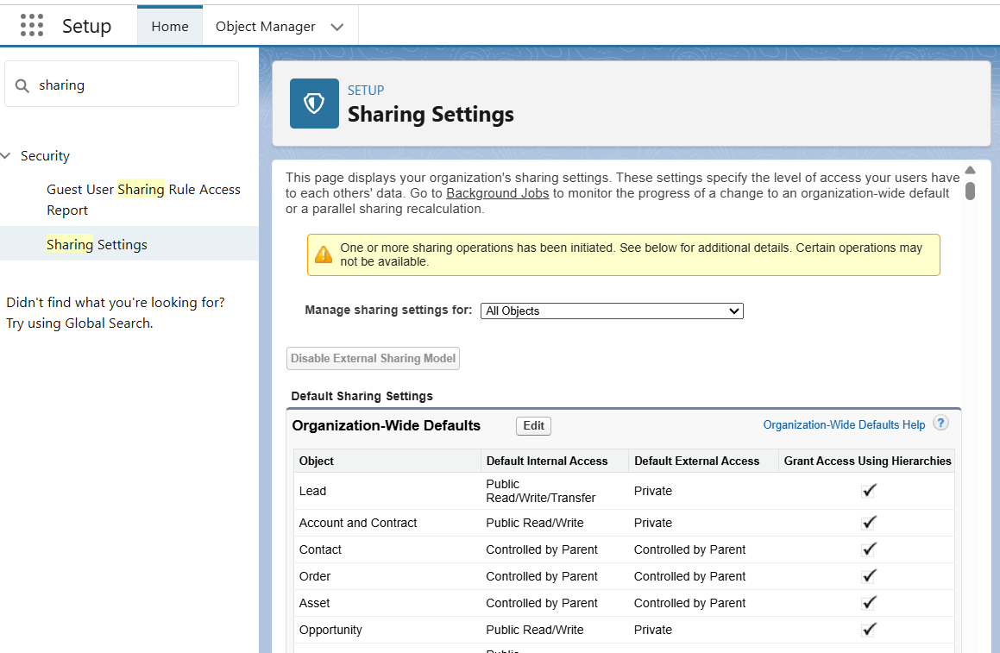 Setup
Home
Object Manager
sharing
Security
Guest User Sharing Rule Access
Report
Sharing Settings
Didn't find what you're looking for?
Try using Global Search.
SETUP
Sharing Settings
This page displays your organization's sharing settings. These settings specify the level of access your users have
to each others' data. Go to Background Jobs to monitor the progress of a change to an organization-wide default
or a parallel sharing recalculation.
One or more sharing operations has been initiated. See below for additional details. Certain operations may
not be available.
Manage sharing settings for: All Objects
Disable External Sharing Model
Default Sharing Settings
Organization-Wide Defaults Edit Organization-Wide Defaults Help ?
Object Default Internal Access Default External Access Grant Access Using Hierarchies
Lead Public Read/Write/Transfer Private
Account and Contract Public Read/Write Private
Contact Controlled by Parent Controlled by Parent
Order Controlled by Parent Controlled by Parent
Asset Controlled by Parent Controlled by Parent
Opportunity Public Read/Write Private
Public